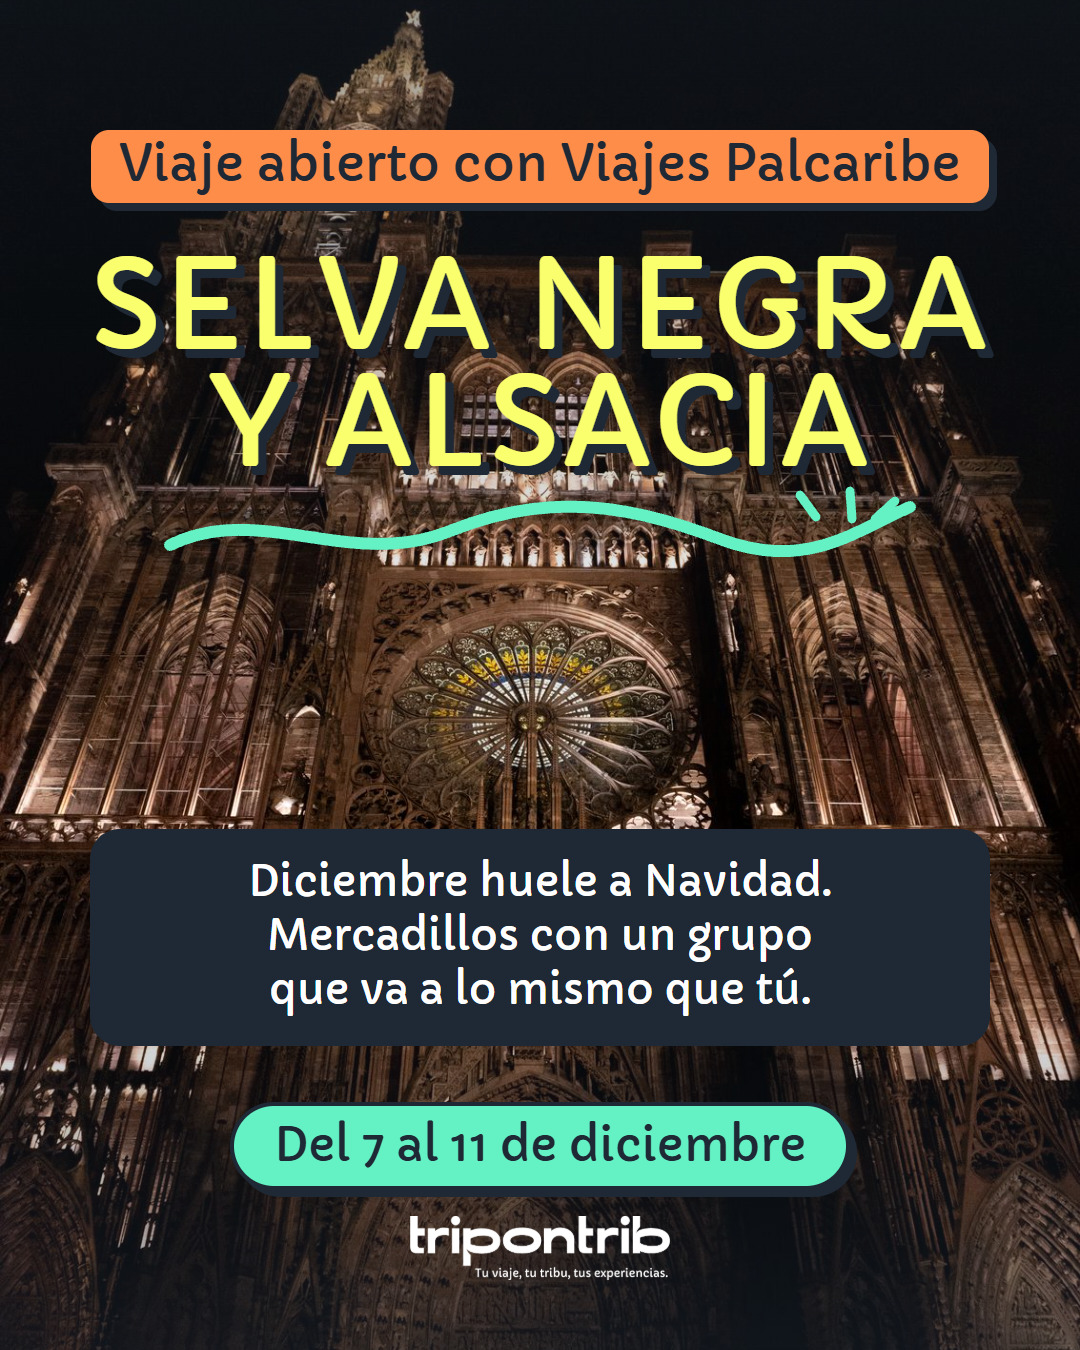 Viaje abierto con Viajes Palcaribe
SELVA NEGRA
Y ALSACIA
Diciembre huele a Navidad.
Mercadillos con un grupo
que va a lo mismo que tú.
Del 7 al 11 de diciembre
tripontrib
Tu viaje, tu tribu, tus experiencias.